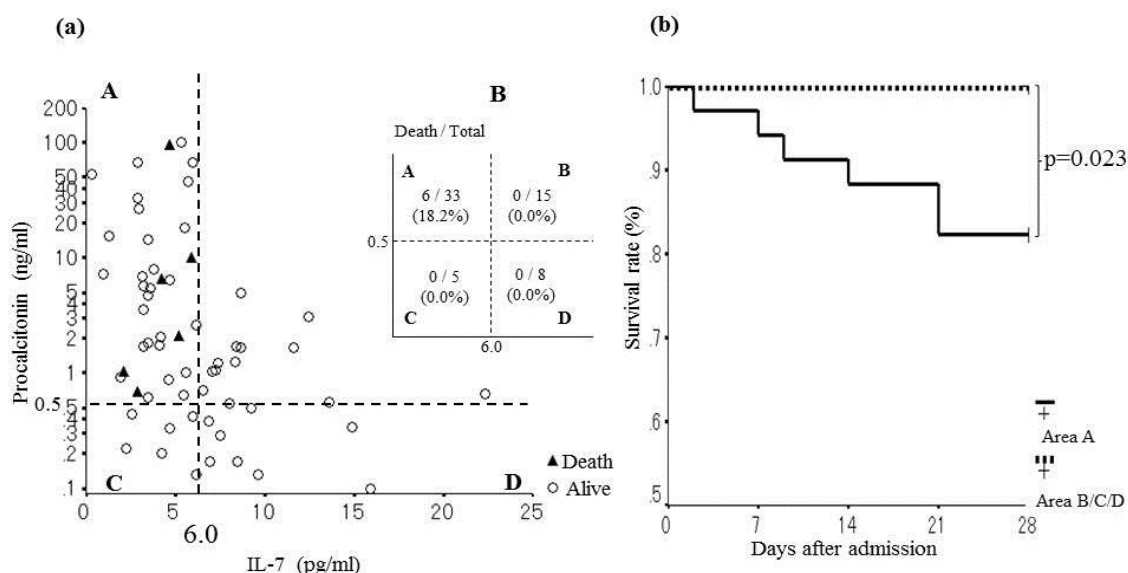 (a)
A
B
Procalcitonin (ng/ml)
200
100
50
40
30
20
10
5
4
3
2
1
0.5
.5
.4
.3
.2
.1
Death / Total
A
B
6 / 33
(18.2%)
0 / 15
(0.0%)
0.5
0 / 5
(0.0%)
0 / 8
(0.0%)
C
D
6.0
C
D
▲ Death
○ Alive
0
5
10
15
20
25
6.0
IL-7 (pg/ml)
(b)
Survival rate (%)
1.0
.9
.8
.7
.6
.5
p=0.023
Area A
Area B/C/D
0
7
14
21
28
Days after admission